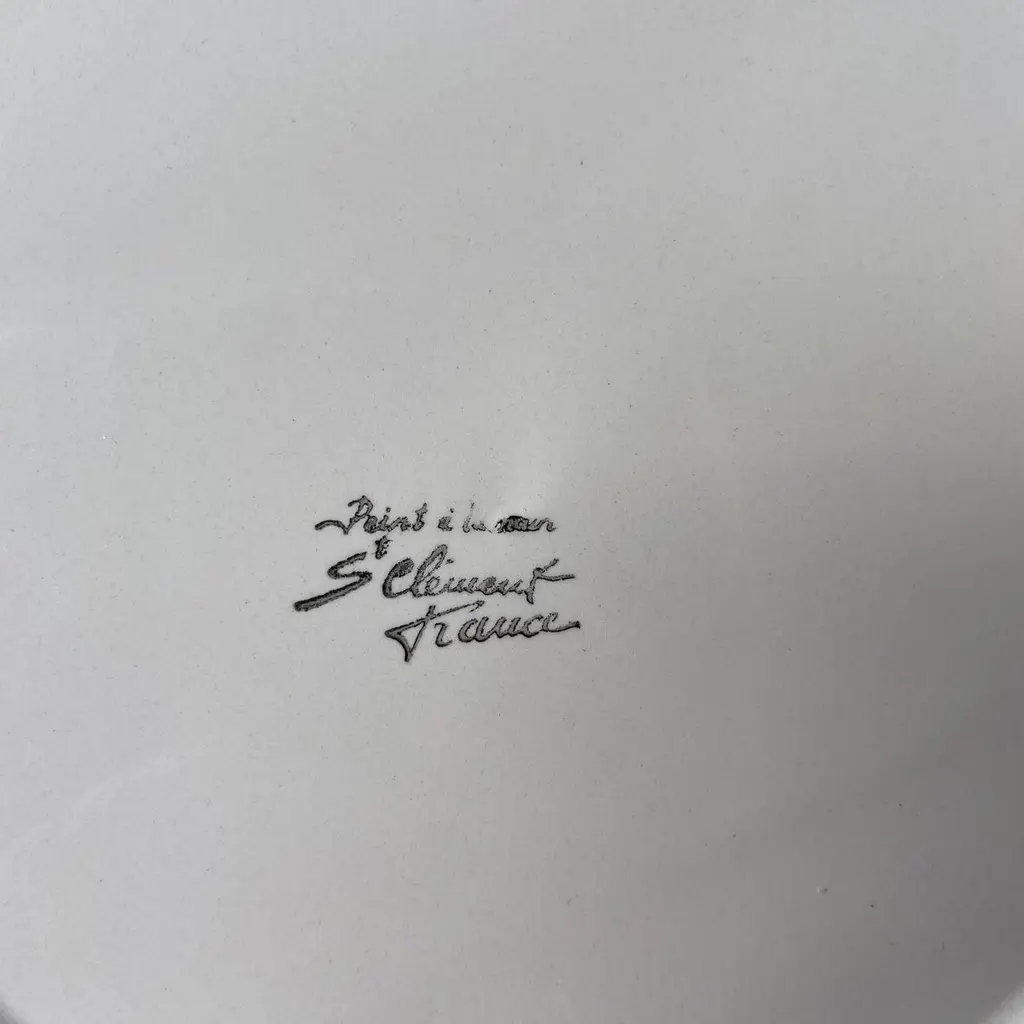 Peint à la main
St Clément
France